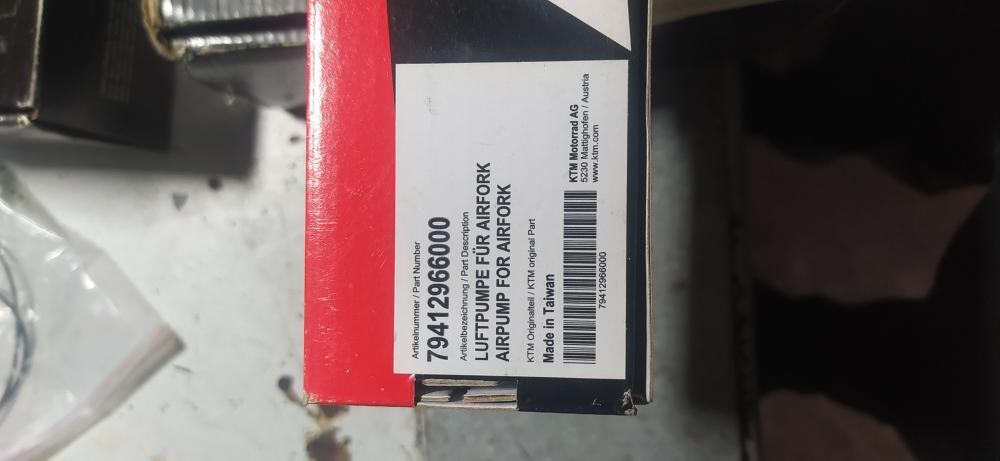 Artikelnummer / Part Number
79412966000
Artikelbezeichnung / Part Description
LUFTPUMPE FÜR AIRFORK
AIRPUMP FOR AIRFORK
KTM Originalteil / KTM original Part
Made in Taiwan
KTM Motorrad AG
5230 Mattighofen / Austria
www.ktm.com
79412966000